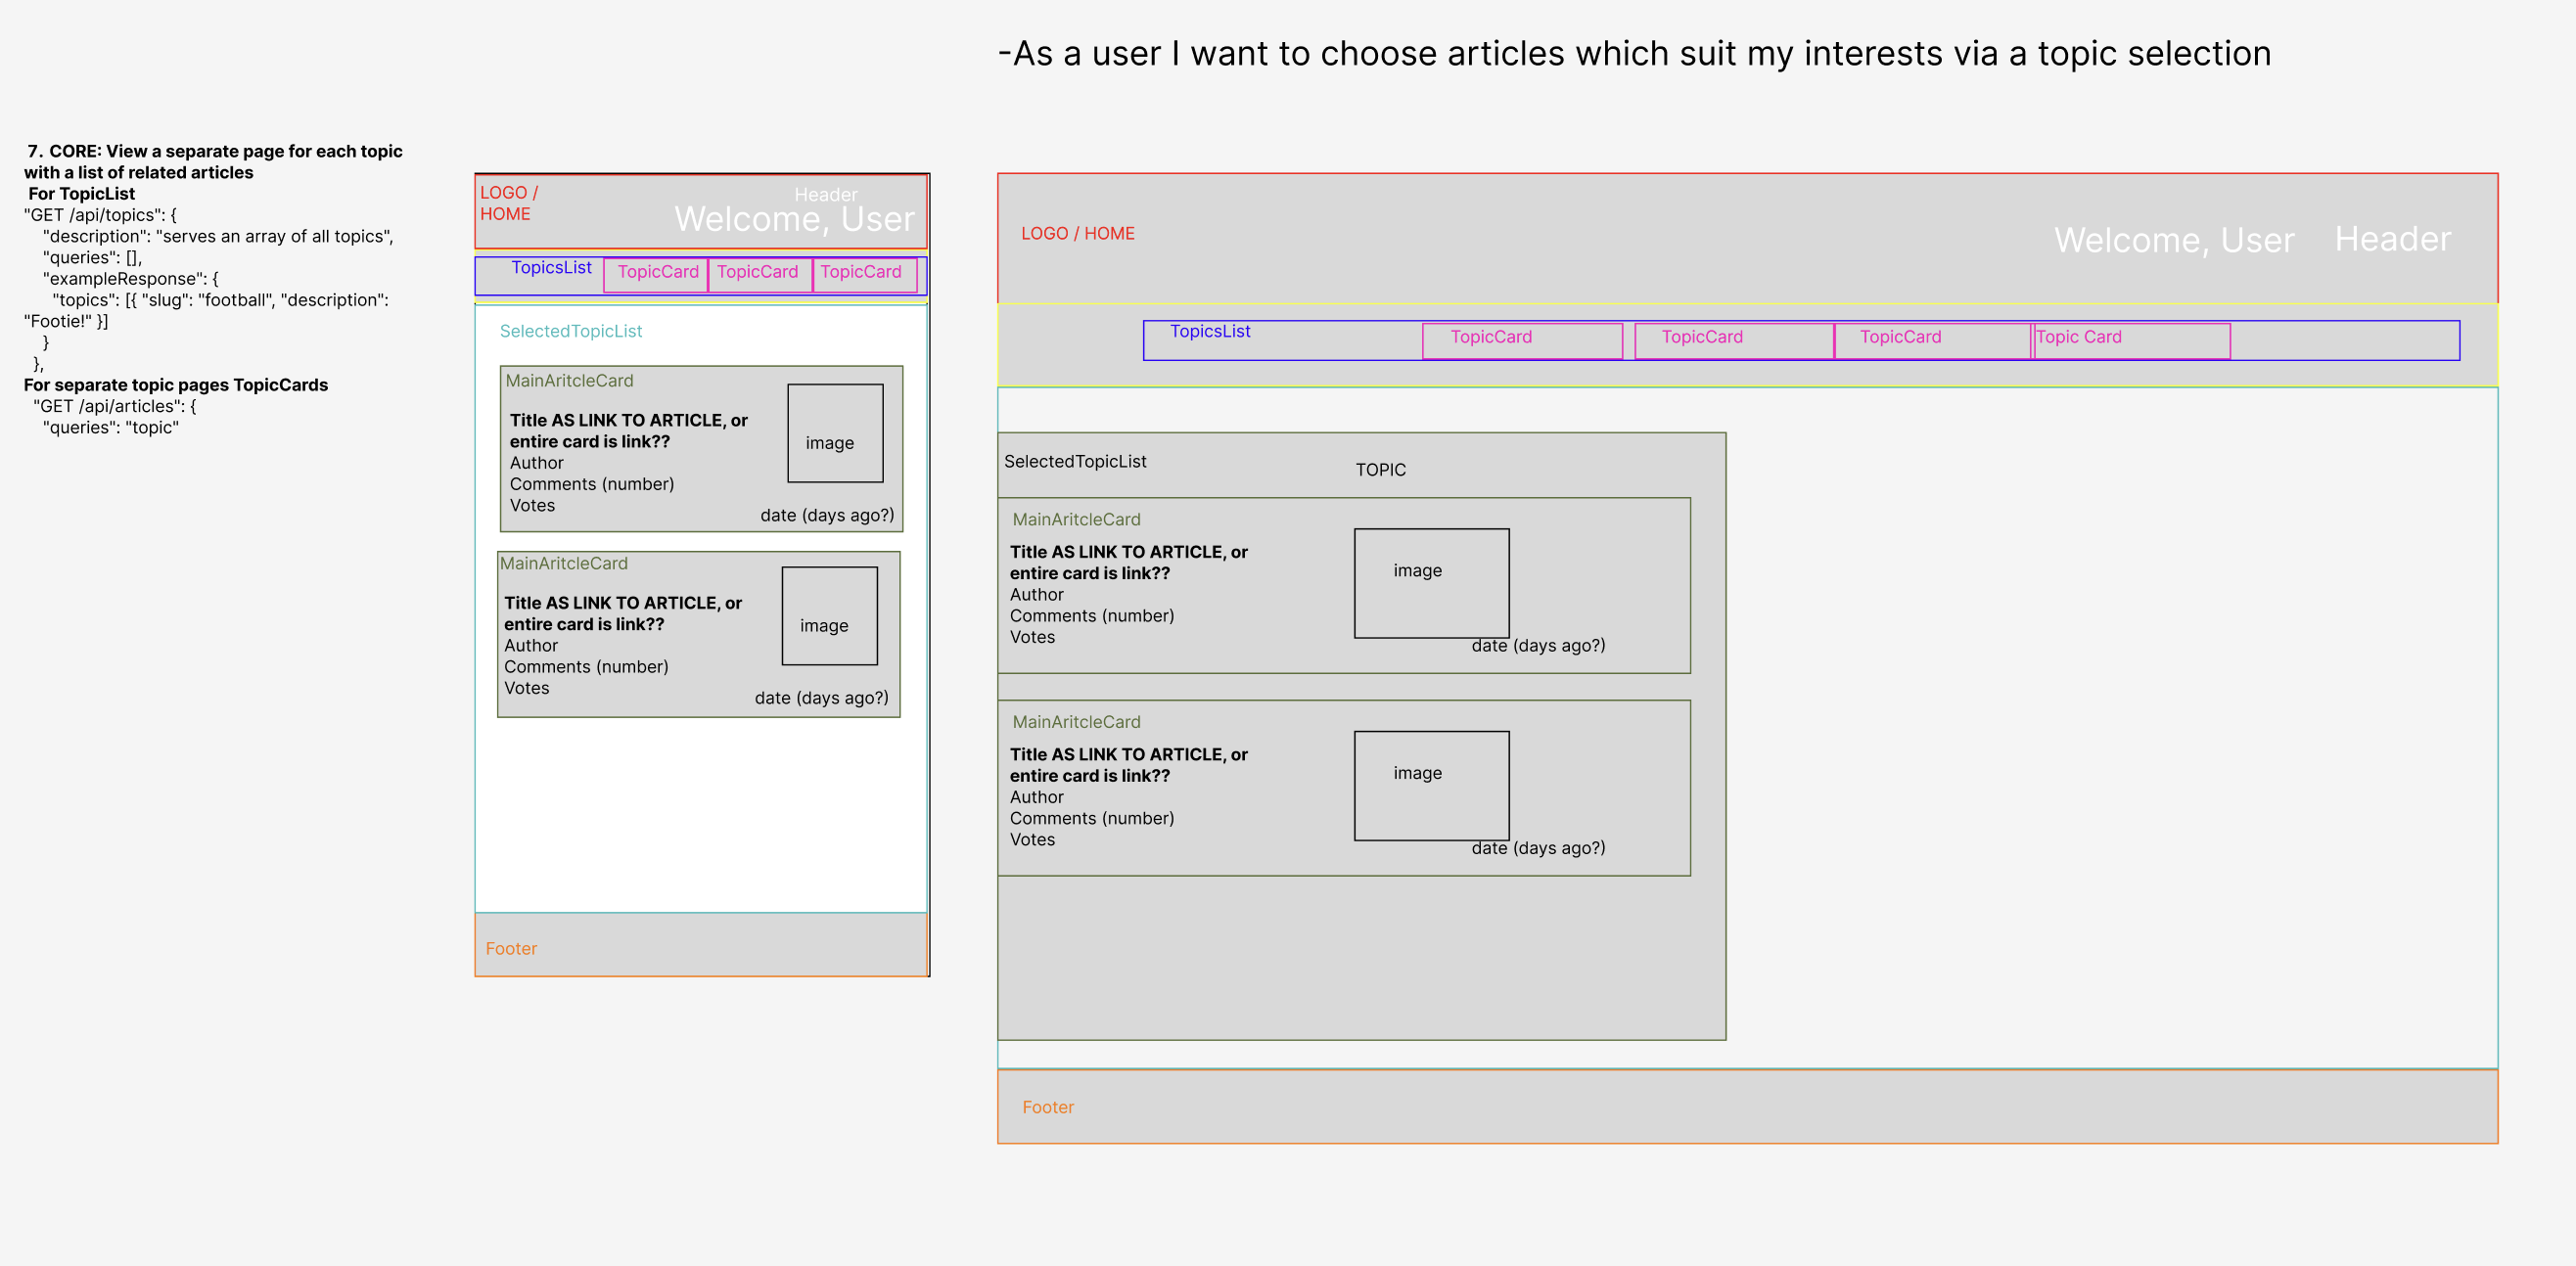 -As a user I want to choose articles which suit my interests via a topic selection
7. CORE: View a separate page for each topic
with a list of related articles
For TopicList
"GET /api/topics": {
"description": "serves an array of all topics",
"queries": [],
"exampleResponse": {
"topics": [{ "slug": "football", "description":
"Footie!" }]
}
},
For separate topic pages TopicCards
"GET /api/articles": {
"queries": "topic"
LOGO /
HOME
Header
Welcome, User
TopicsList
TopicCard
TopicCard
TopicCard
SelectedTopicList
MainAritcleCard
Title AS LINK TO ARTICLE, or
entire card is link??
Author
Comments (number)
Votes
image
date (days ago?)
MainAritcleCard
Title AS LINK TO ARTICLE, or
entire card is link??
Author
Comments (number)
Votes
image
date (days ago?)
Footer
LOGO / HOME
Welcome, User
Header
TopicsList
TopicCard
TopicCard
TopicCard
Topic Card
SelectedTopicList
TOPIC
MainAritcleCard
Title AS LINK TO ARTICLE, or
entire card is link??
Author
Comments (number)
Votes
image
date (days ago?)
MainAritcleCard
Title AS LINK TO ARTICLE, or
entire card is link??
Author
Comments (number)
Votes
image
date (days ago?)
Footer